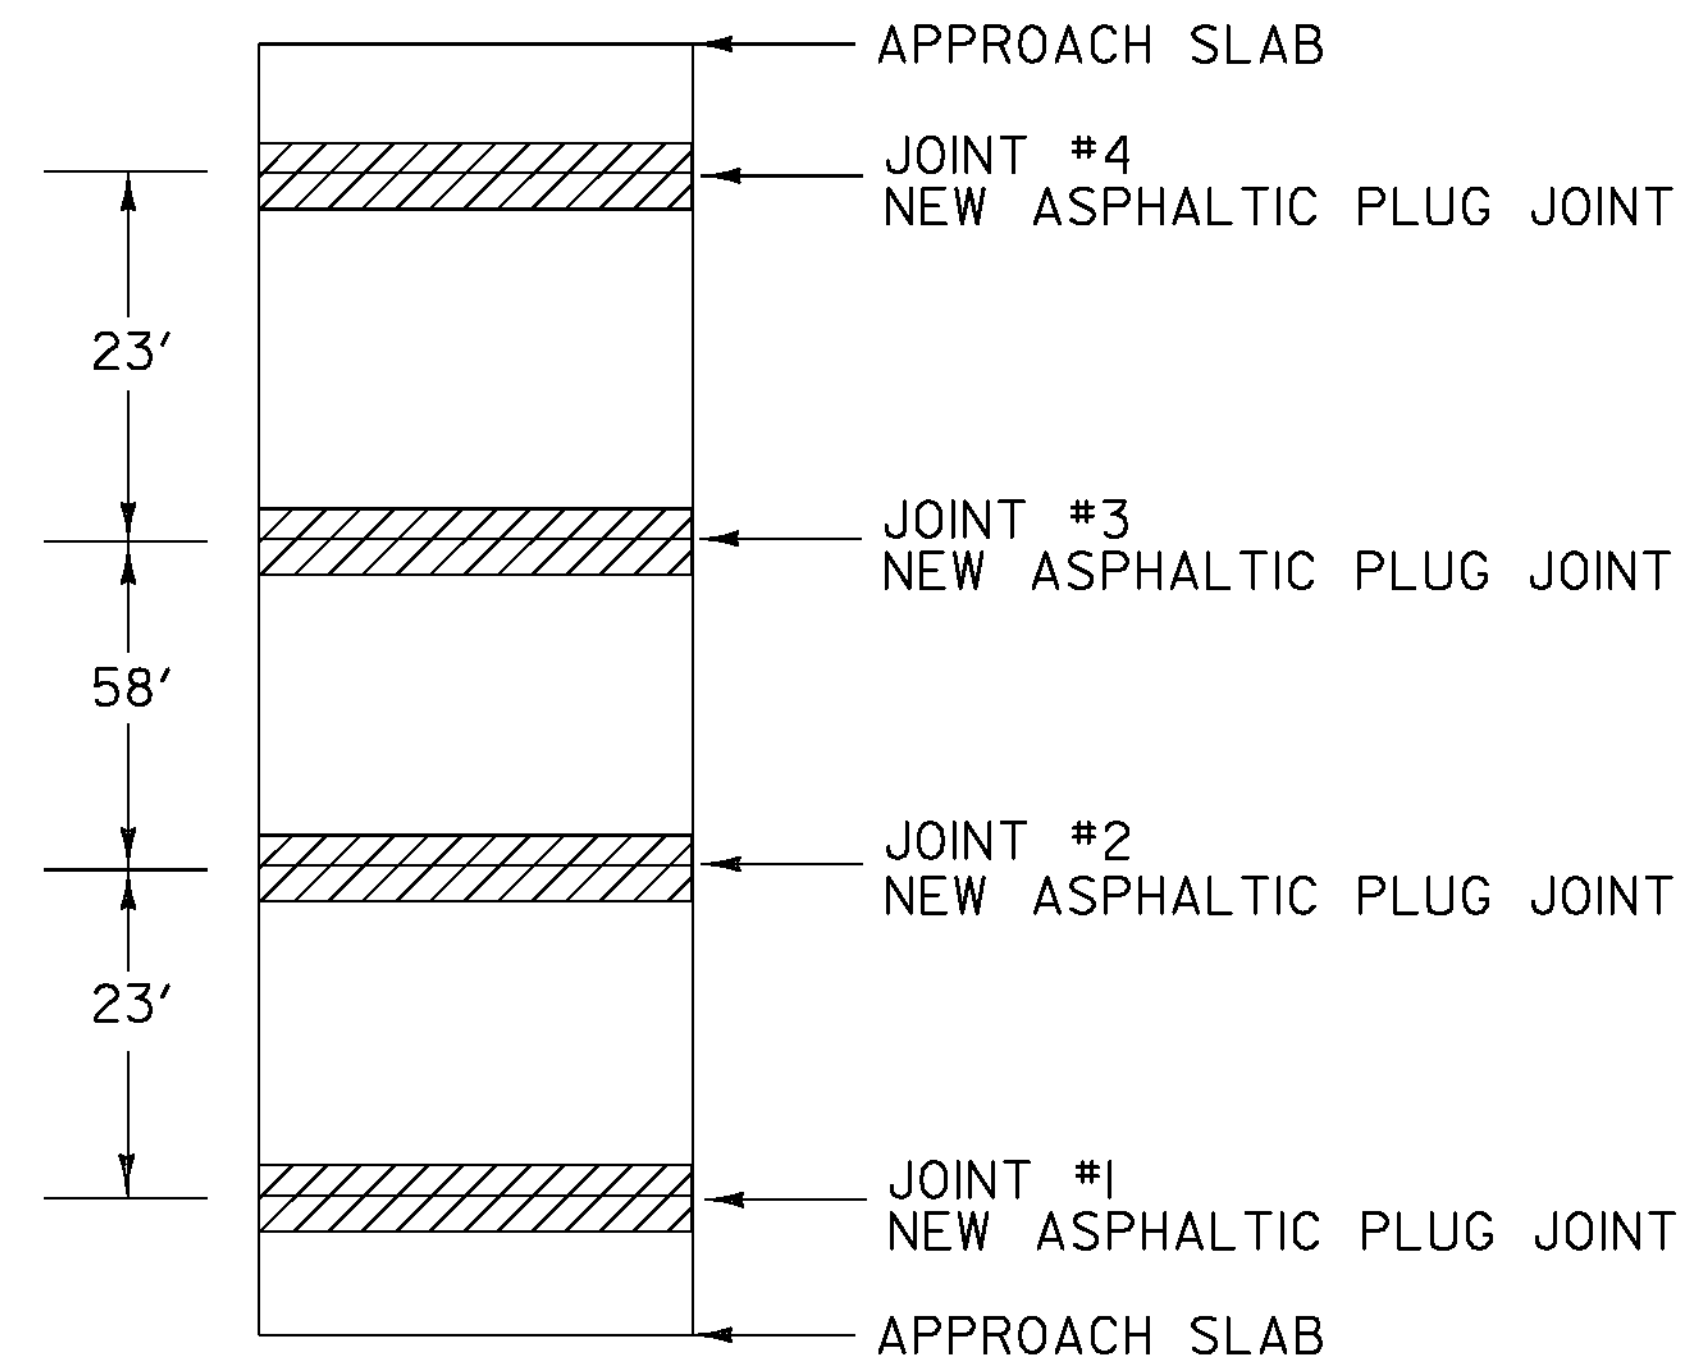 APPROACH SLAB
JOINT #4
NEW ASPHALTIC PLUG JOINT
23'
JOINT #3
NEW ASPHALTIC PLUG JOINT
58'
JOINT #2
NEW ASPHALTIC PLUG JOINT
23'
JOINT #1
NEW ASPHALTIC PLUG JOINT
APPROACH SLAB